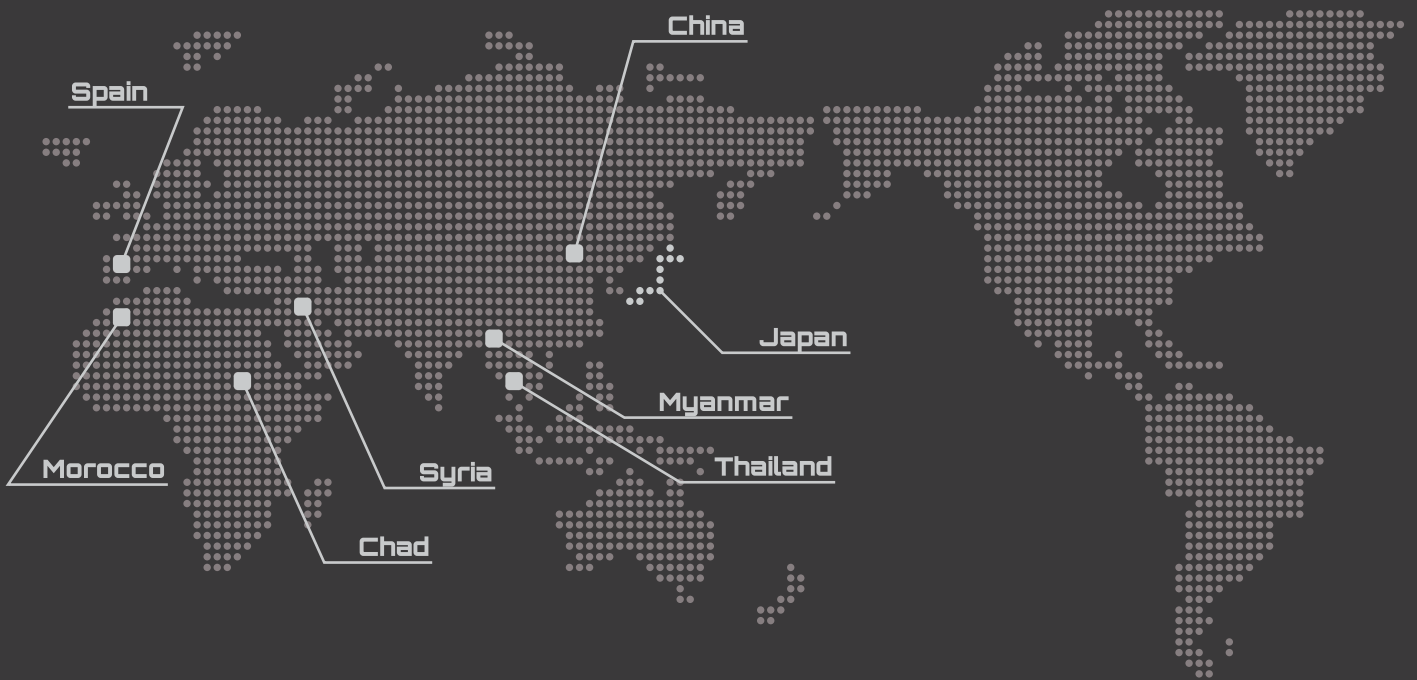 China
Spain
Japan
Myanmar
Thailand
Morocco
Syria
Chad